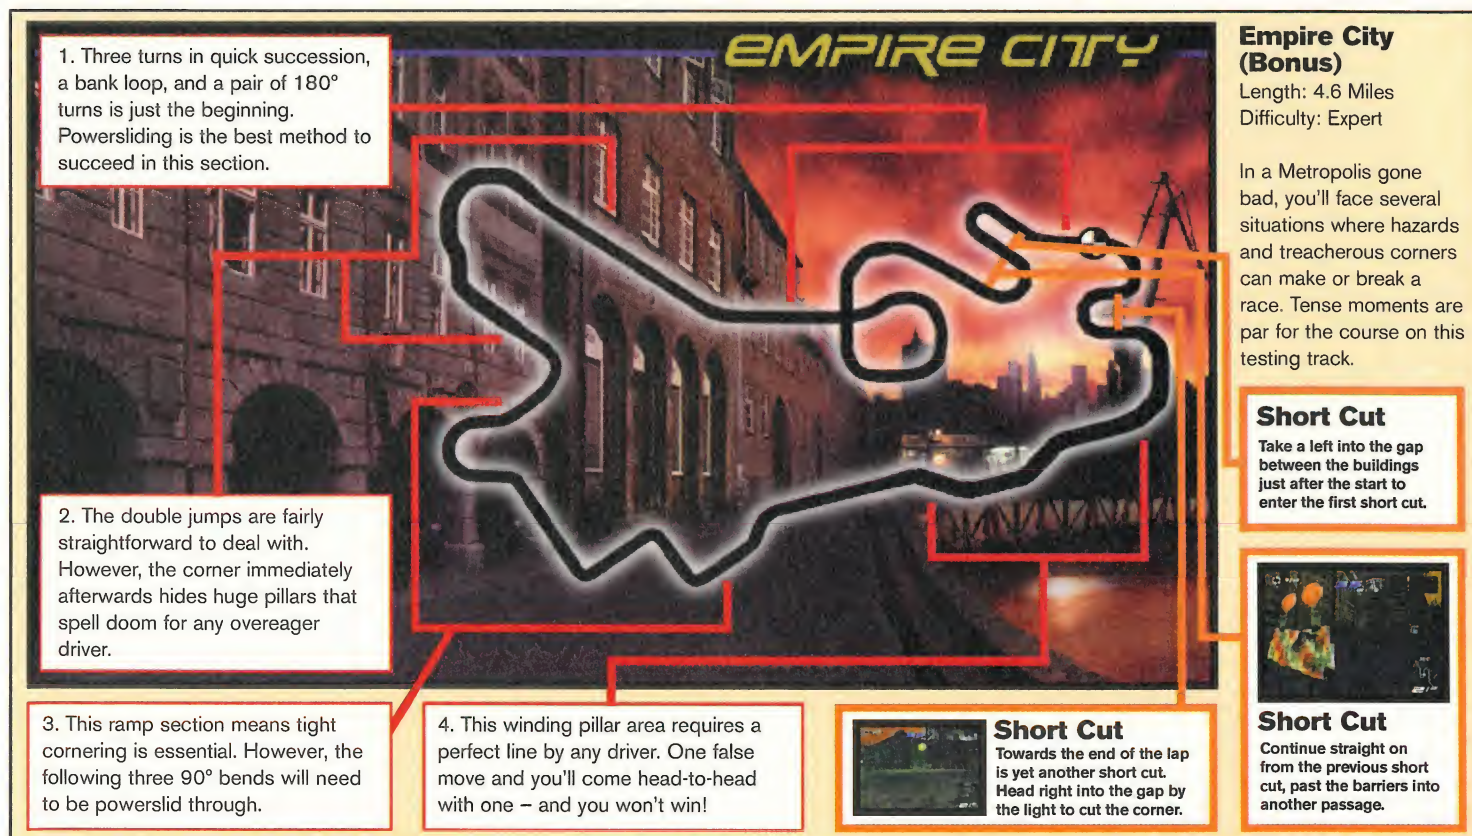 EMPIRE CITY
1. Three turns in quick succession,
a bank loop, and a pair of 180°
turns is just the beginning.
Powersliding is the best method to
succeed in this section.
2. The double jumps are fairly
straightforward to deal with.
However, the corner immediately
afterwards hides huge pillars that
spell doom for any overeager
driver.
3. This ramp section means tight
cornering is essential. However, the
following three 90° bends will need
to be powerslid through.
4. This winding pillar area requires a
perfect line by any driver. One false
move and you'll come head-to-head
with one – and you won't win!
Short Cut
Towards the end of the lap
is yet another short cut.
Head right into the gap by
the light to cut the corner.
Empire City
(Bonus)
Length: 4.6 Miles
Difficulty: Expert
In a Metropolis gone
bad, you'll face several
situations where hazards
and treacherous corners
can make or break a
race. Tense moments are
par for the course on this
testing track.
Short Cut
Take a left into the gap
between the buildings
just after the start to
enter the first short cut.
Short Cut
Continue straight on
from the previous short
cut, past the barriers into
another passage.